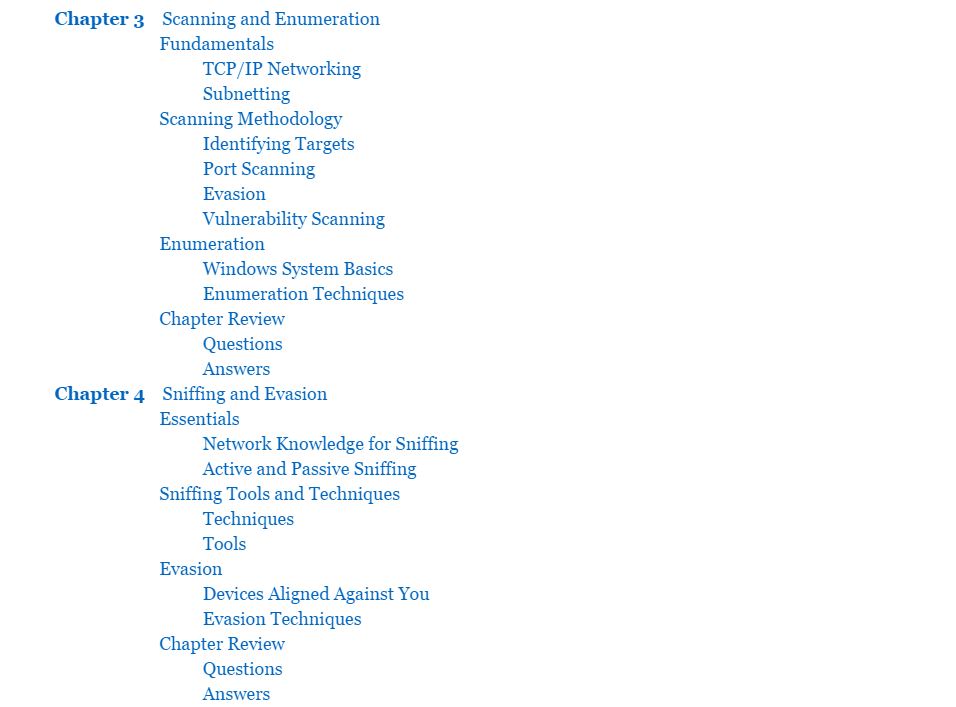 Chapter 3 Scanning and Enumeration
Fundamentals
TCP/IP Networking
Subnetting
Scanning Methodology
Identifying Targets
Port Scanning
Evasion
Vulnerability Scanning
Enumeration
Windows System Basics
Enumeration Techniques
Chapter Review
Questions
Answers
Chapter 4 Sniffing and Evasion
Essentials
Network Knowledge for Sniffing
Active and Passive Sniffing
Sniffing Tools and Techniques
Techniques
Tools
Evasion
Devices Aligned Against You
Evasion Techniques
Chapter Review
Questions
Answers